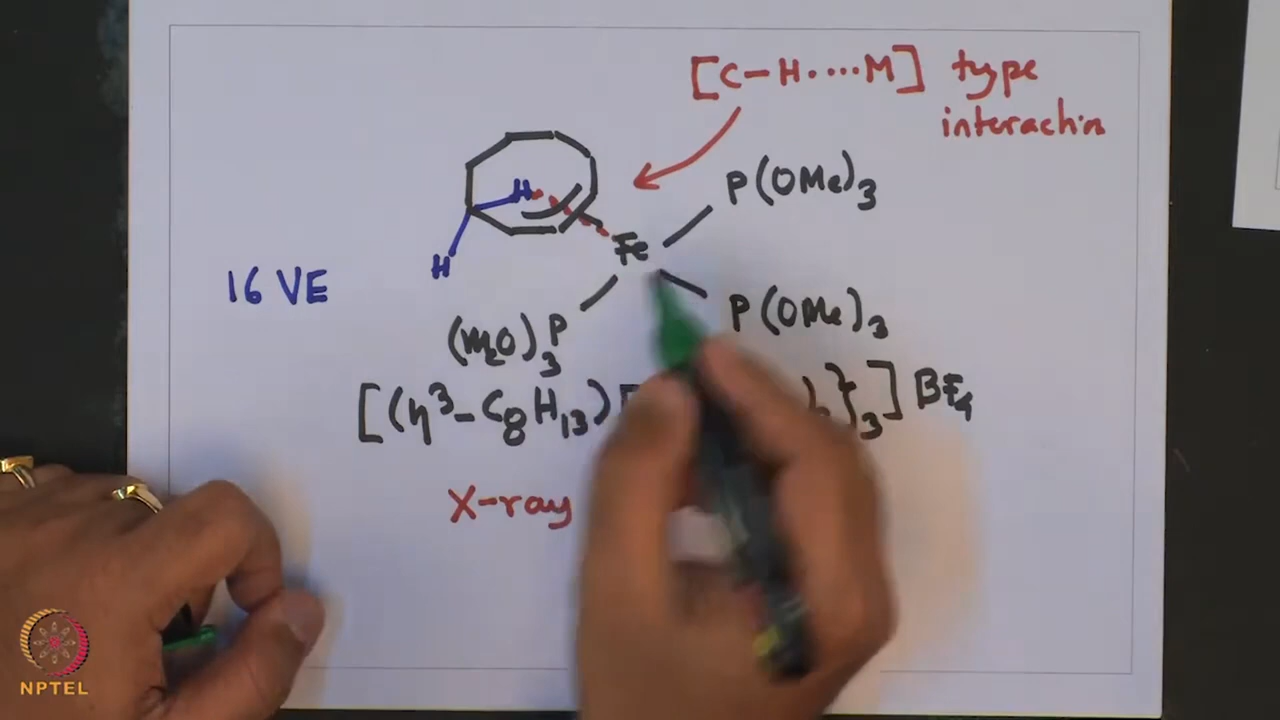 [C-H....M] type
interaction
P(OMe)3
H
Fe
H
16 VE
P(OMe)3
(MeO)3P
[(η3-C8H13) }3]BF4
X-ray
NPTEL